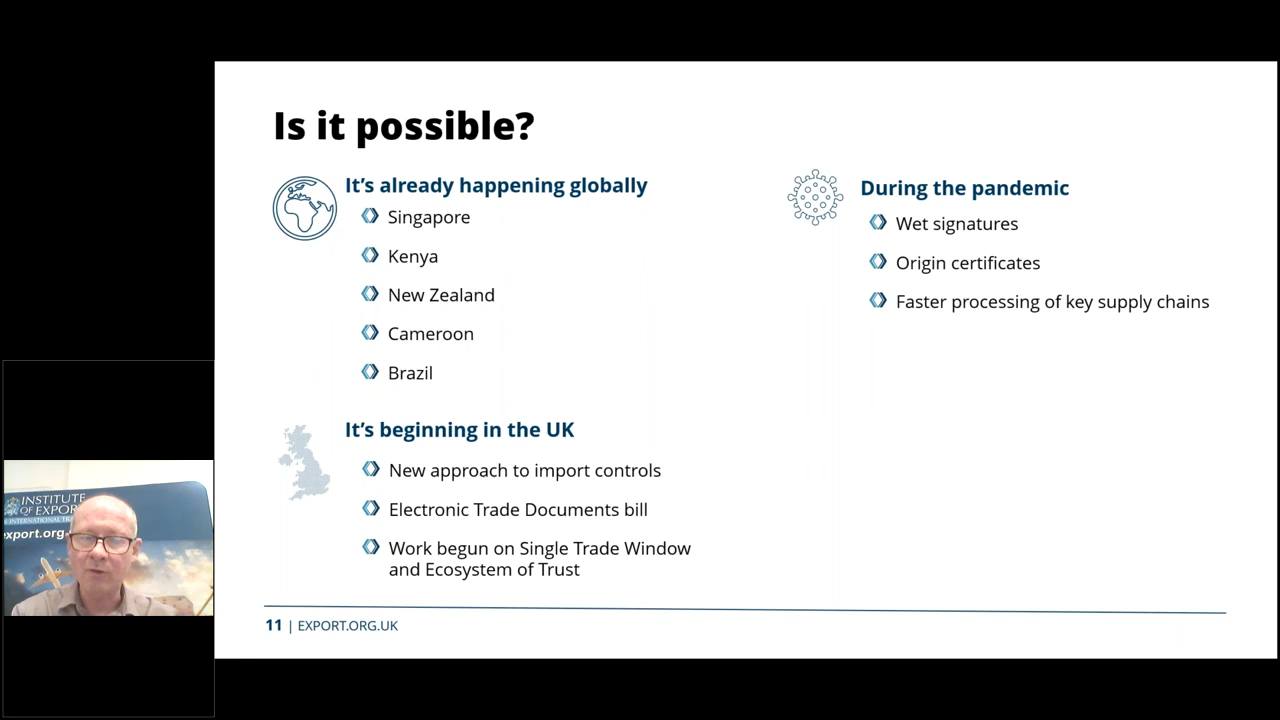 Is it possible?
It's already happening globally
Singapore
Kenya
New Zealand
Cameroon
Brazil
It's beginning in the UK
New approach to import controls
Electronic Trade Documents bill
Work begun on Single Trade Window
and Ecosystem of Trust
During the pandemic
Wet signatures
Origin certificates
Faster processing of key supply chains
11 | EXPORT.ORG.UK
INSTITUTE
OF EXPOR
INTERNATIONAL
export.org